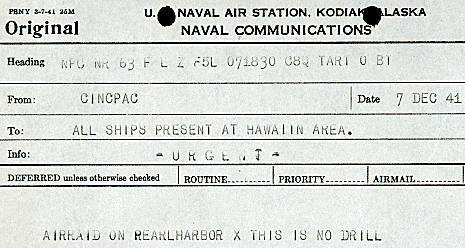 PSNY 3-7-41 25M
U. S. NAVAL AIR STATION, KODIAK, ALASKA
Original NAVAL COMMUNICATIONS
Heading NPG NR 63 F L Z F5L 071830 C8Q TART O BT
From: CINCPAC Date 7 DEC 41
To: ALL SHIPS PRESENT AT HAWAIIN AREA.
Info: - URGENT -
DEFERRED unless otherwise checked ROUTINE.......... PRIORITY.......... AIRMAIL..........
AIRRAID ON PEARLHARBOR X THIS IS NO DRILL